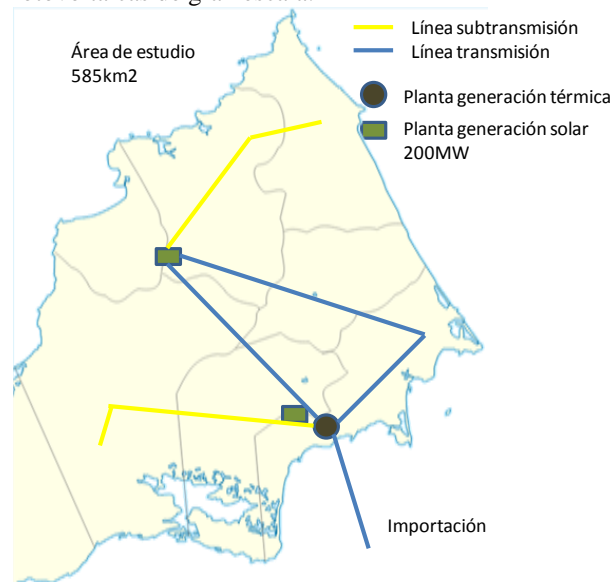 Área de estudio
585km2
Línea subtransmisión
Línea transmisión
Planta generación térmica
Planta generación solar
200MW
Importación